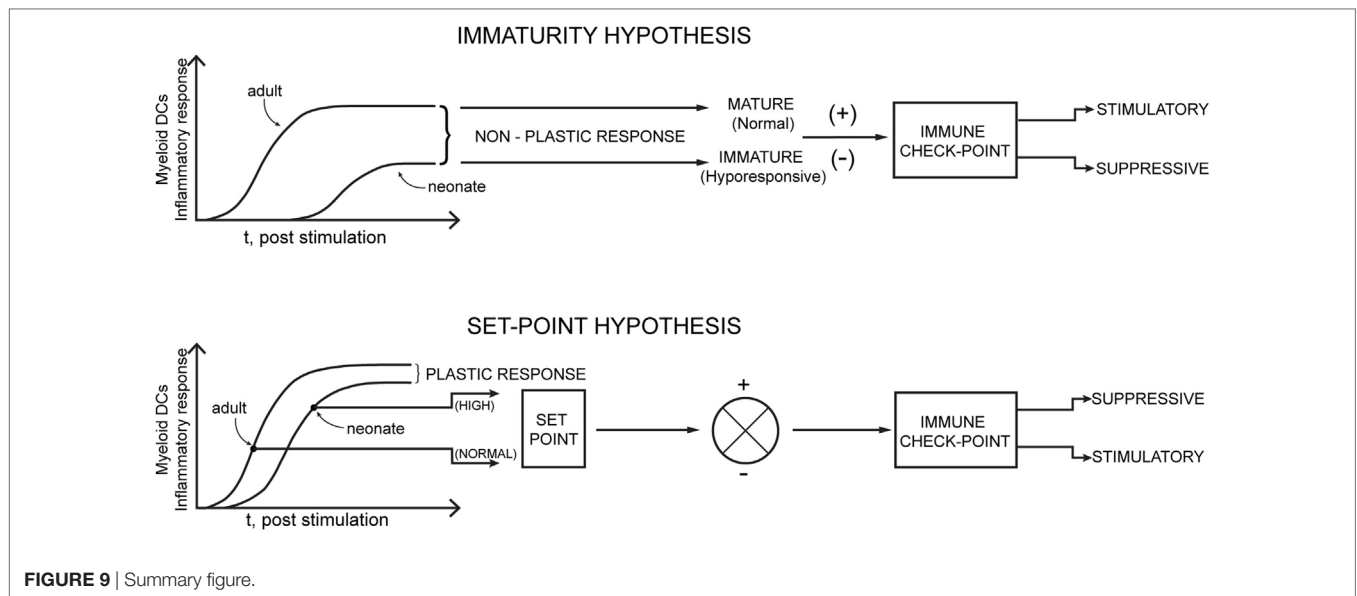 IMMATURITY HYPOTHESIS
Myeloid DCs
Inflammatory response
adult
neonate
t, post stimulation
NON - PLASTIC RESPONSE
MATURE
(Normal)
IMMATURE
(Hyporesponsive)
(+)
(-)
IMMUNE
CHECK-POINT
STIMULATORY
SUPPRESSIVE
SET-POINT HYPOTHESIS
Myeloid DCs
Inflammatory response
adult
neonate
t, post stimulation
PLASTIC RESPONSE
(HIGH)
(NORMAL)
SET
POINT
+
-
IMMUNE
CHECK-POINT
SUPPRESSIVE
STIMULATORY
FIGURE 9 | Summary figure.